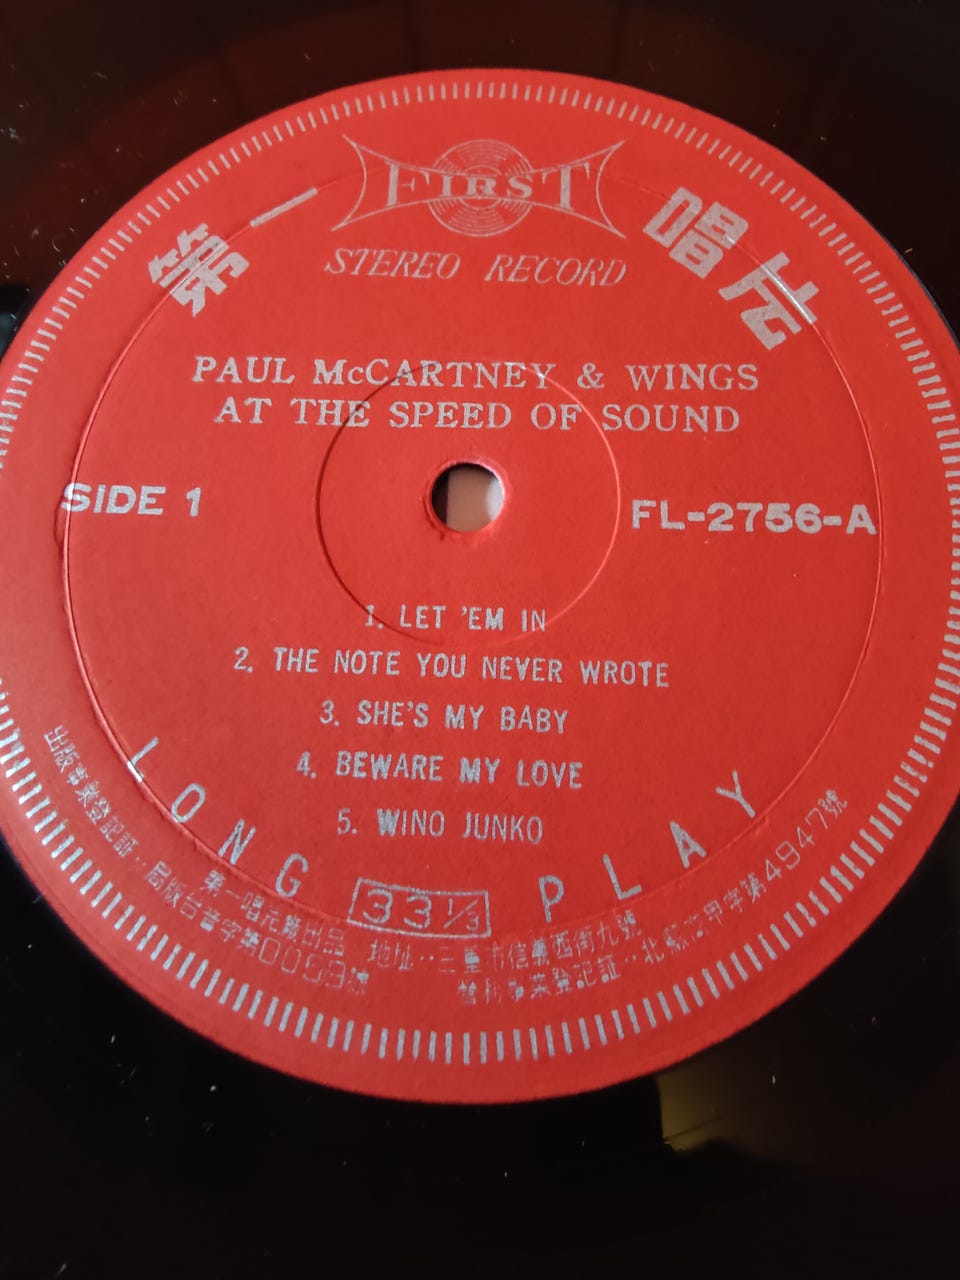 FIRST
第一唱片
STEREO RECORD
PAUL McCARTNEY & WINGS
AT THE SPEED OF SOUND
SIDE 1
FL-2756-A
1. LET 'EM IN
2. THE NOTE YOU NEVER WROTE
3. SHE'S MY BABY
4. BEWARE MY LOVE
5. WINO JUNKO
LONG PLAY
33 1/3
第一唱片廠出品 地址‥三重市信義西街九號
出版事業登記証‥局版台音字第0059號
營利事業登記証‥北縣文甲字第4947號